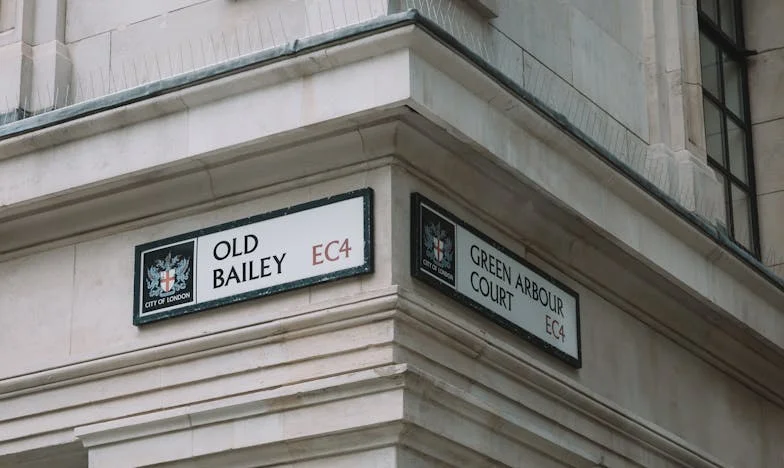 OLD
BAILEY EC4
CITY OF LONDON
GREEN ARBOUR
COURT
EC4
CITY OF LONDON